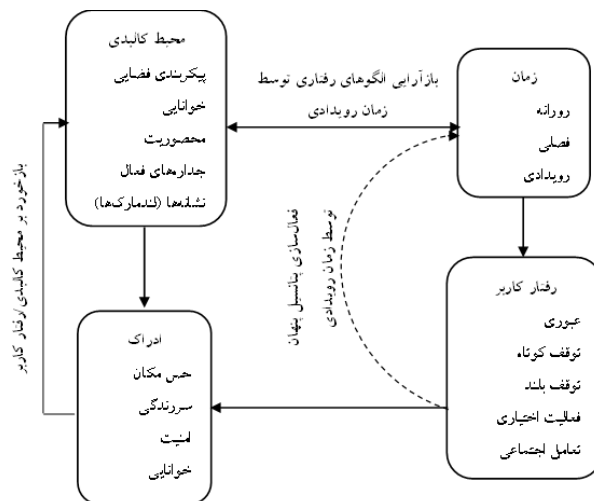 محیط کالبدی
پیکربندی فضایی
خوانایی
محصوریت
جداره‌های فعال
نشانه‌ها (لندمارک‌ها)
بازآرایی الگوهای رفتاری توسط
زمان رویدادی
زمان
روزانه
فصلی
رویدادی
فعال‌سازی پتانسیل پنهان
توسط زمان رویدادی
رفتار کاربر
عبوری
توقف کوتاه
توقف بلند
فعالیت اختیاری
تعامل اجتماعی
ادراک
حس مکان
سرزندگی
امنیت
خوانایی
بازخورد بر محیط کالبدی/رفتار کاربر